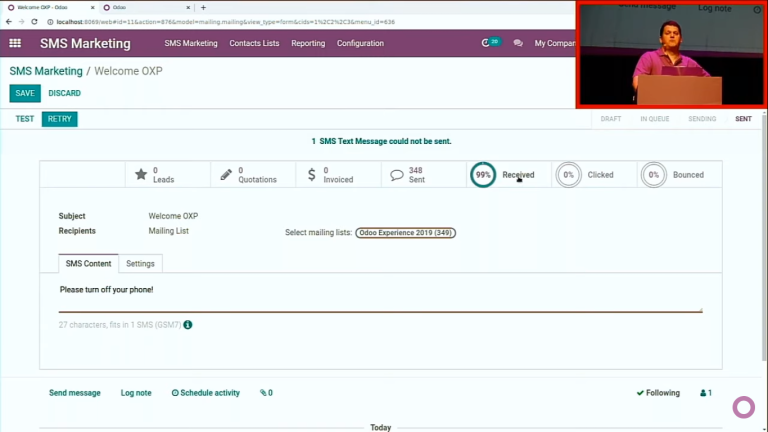 Welcome OXP - Odoo
Odoo
localhost:8069/web#id=11&action=876&model=mailing.mailing&view_type=form&cids=1%2C2%2C3&menu_id=636
SMS Marketing
SMS Marketing
Contacts Lists
Reporting
Configuration
My Compan
Log note
SMS Marketing / Welcome OXP
SAVE
DISCARD
TEST
RETRY
DRAFT
IN QUEUE
SENDING
SENT
1 SMS Text Message could not be sent.
0
Leads
0
Quotations
0
Invoiced
348
Sent
99%
Received
0%
Clicked
0%
Bounced
Subject
Welcome OXP
Recipients
Mailing List
Select mailing lists:
Odoo Experience 2019 (349)
SMS Content
Settings
Please turn off your phone!
27 characters, fits in 1 SMS (GSM7)
Send message
Log note
Schedule activity
0
Following
1
Today